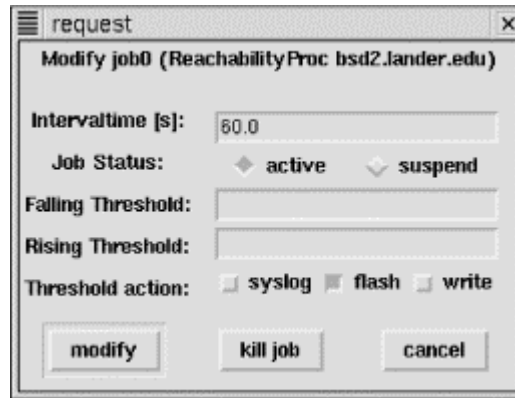 request
Modify job0 (ReachabilityProc bsd2.lander.edu)
Intervaltime [s]: 60.0
Job Status: active suspend
Falling Threshold:
Rising Threshold:
Threshold action: syslog flash write
modify kill job cancel